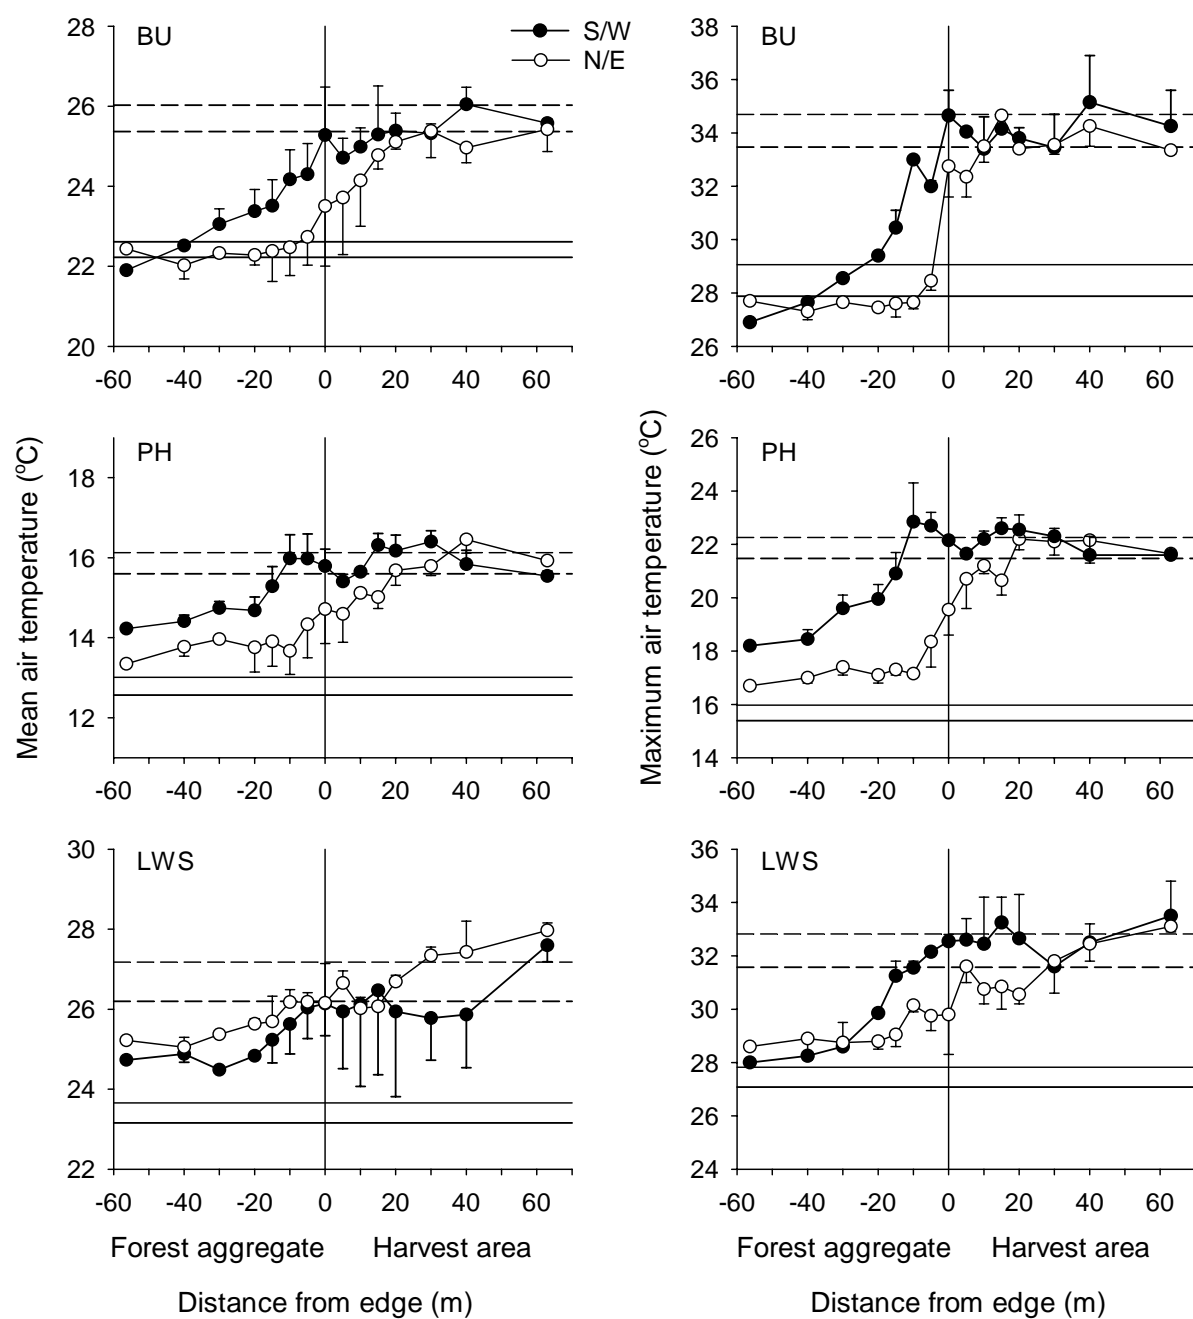 BU
S/W
N/E
28
26
24
22
20
-60 -40 -20 0 20 40 60
BU
38
36
34
32
30
28
26
-60 -40 -20 0 20 40 60
Mean air temperature (ºC)
PH
18
16
14
12
-60 -40 -20 0 20 40 60
Maximum air temperature (ºC)
PH
26
24
22
20
18
16
14
-60 -40 -20 0 20 40 60
LWS
30
28
26
24
22
-60 -40 -20 0 20 40 60
Forest aggregate Harvest area
Distance from edge (m)
LWS
36
34
32
30
28
26
24
-60 -40 -20 0 20 40 60
Forest aggregate Harvest area
Distance from edge (m)